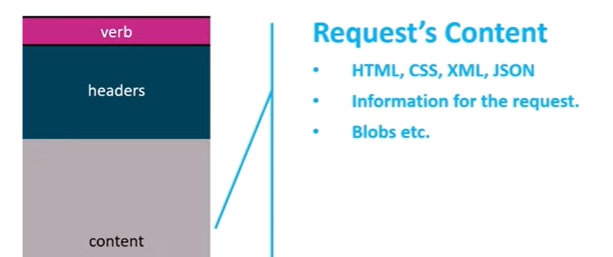 verb
headers
content
Request's Content
• HTML, CSS, XML, JSON
• Information for the request.
• Blobs etc.